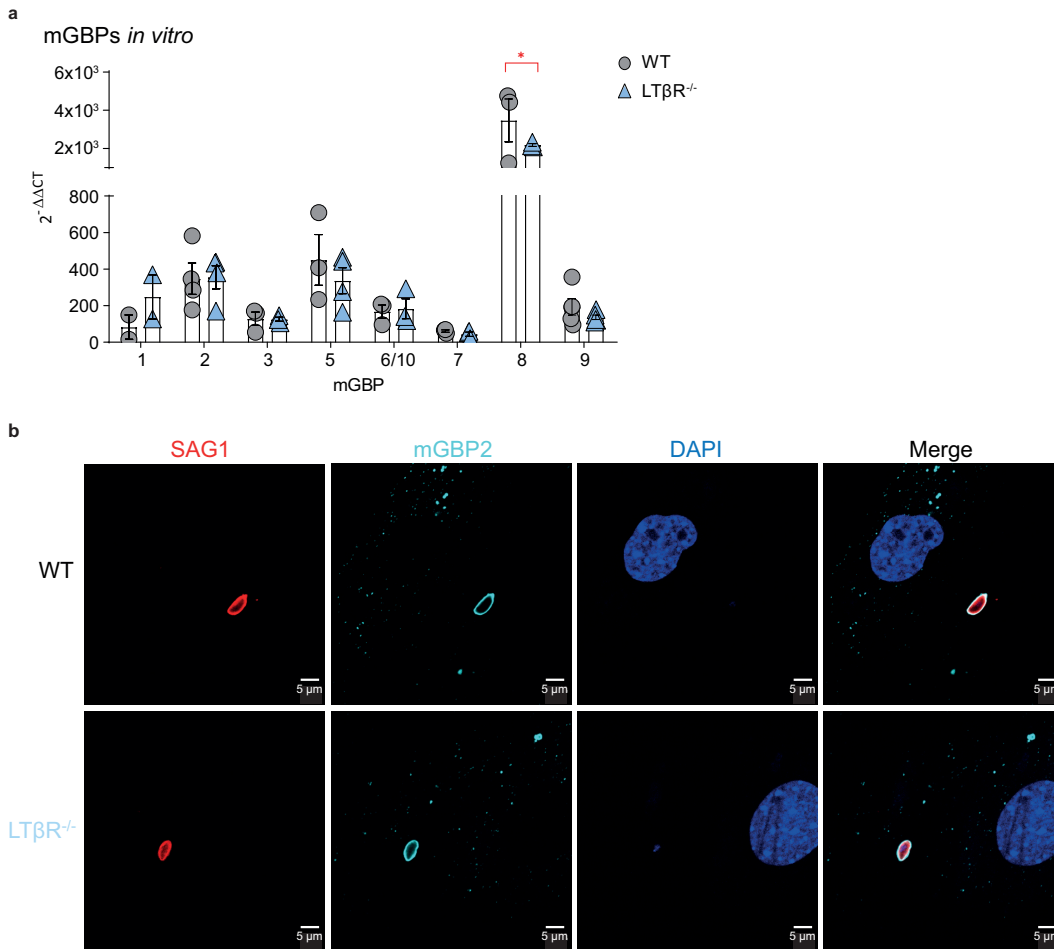 a
mGBPs in vitro
*
WT
LTβR⁻/⁻
6x10³
4x10³
2x10³
800
600
400
200
0
2⁻ΔΔCT
1 2 3 5 6/10 7 8 9
mGBP
b
SAG1 mGBP2 DAPI Merge
WT
5 µm 5 µm 5 µm 5 µm
LTβR⁻/⁻
5 µm 5 µm 5 µm 5 µm